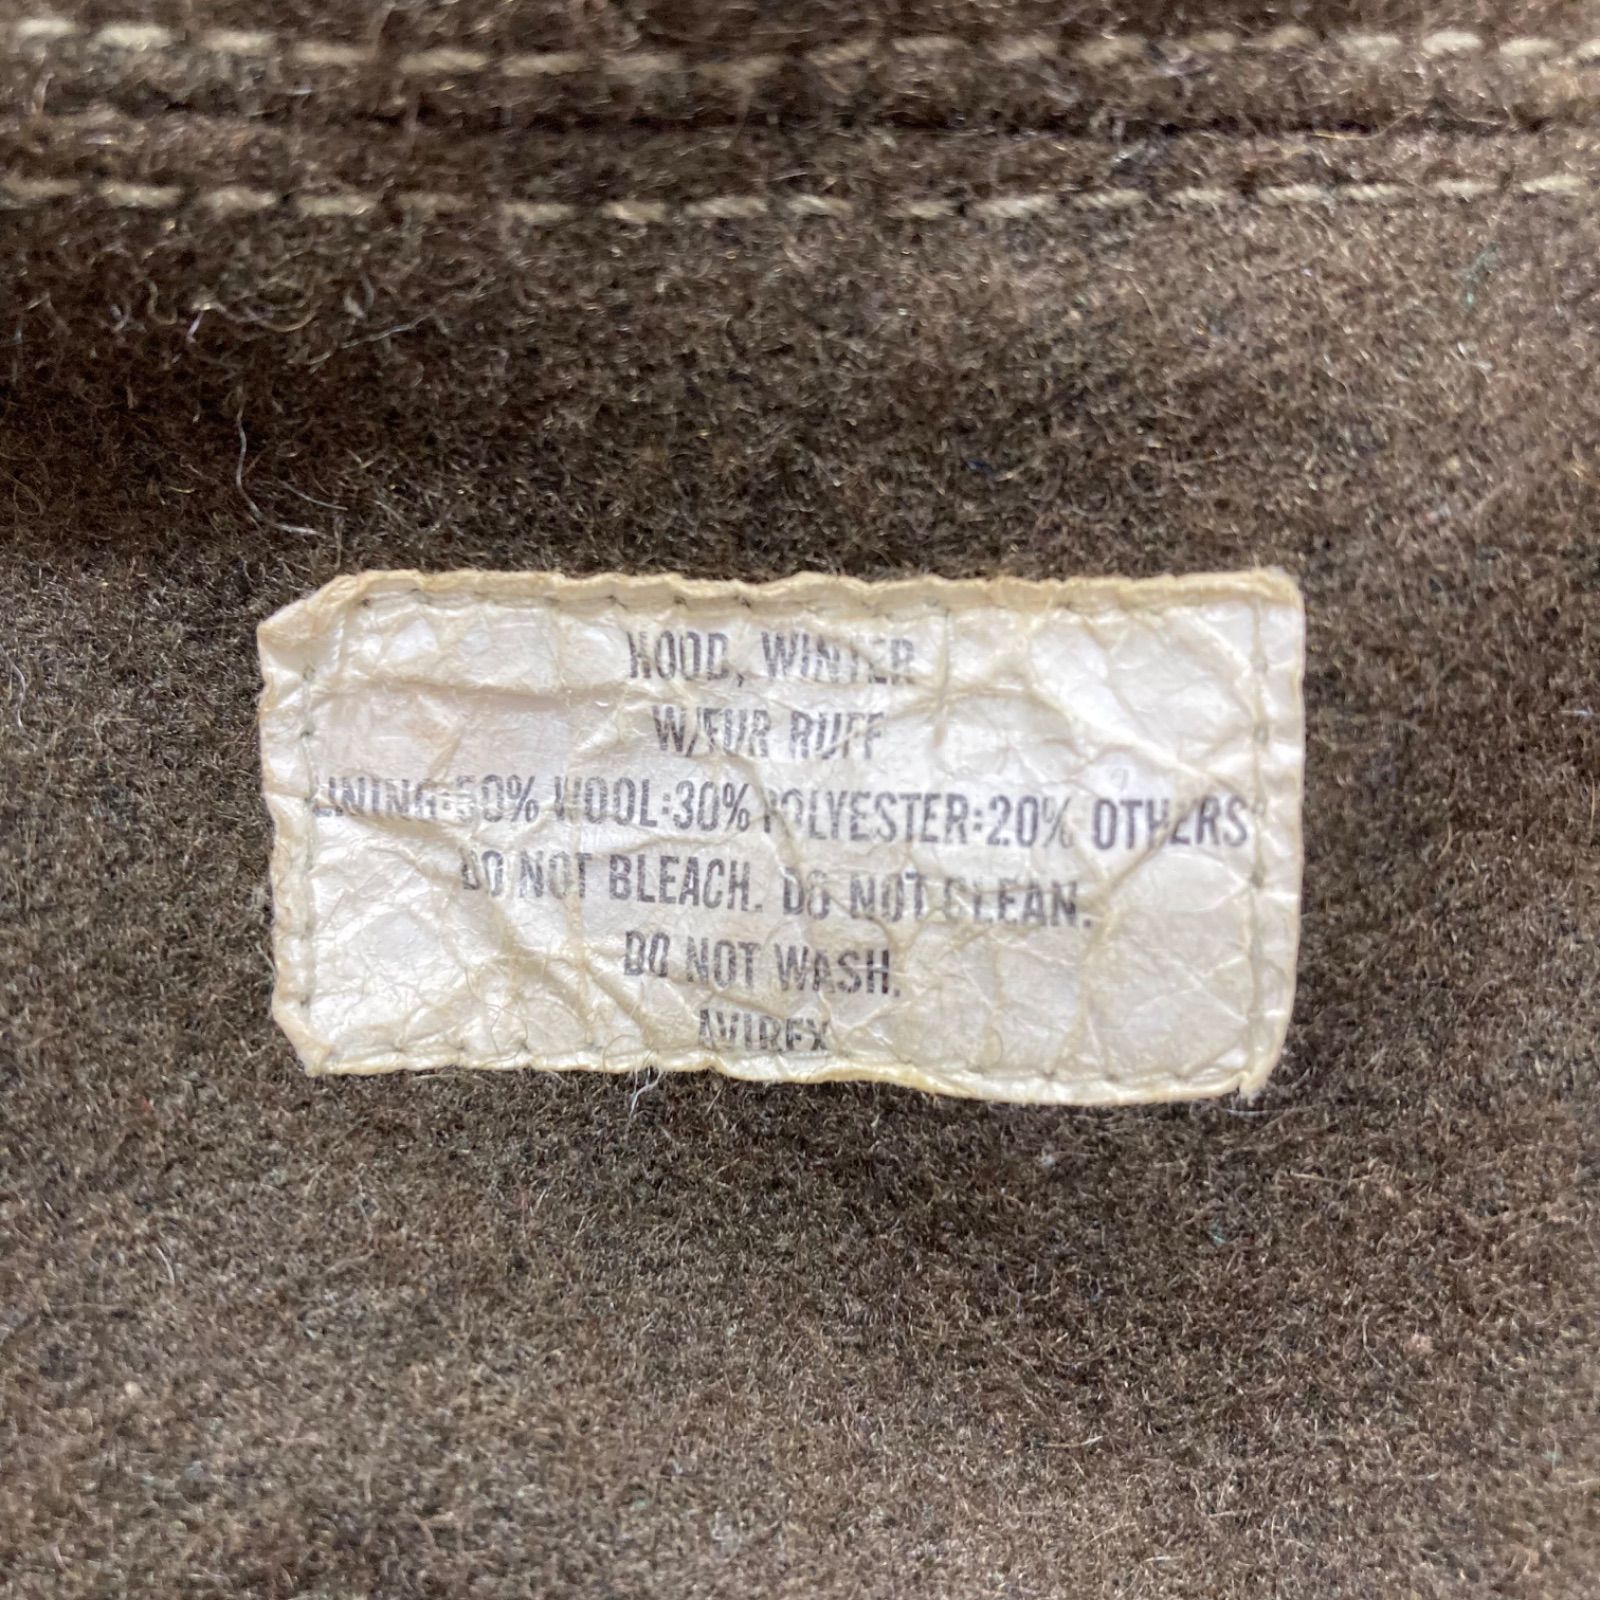 HOOD, WINTER
W/FUR RUFF
LINING:50% WOOL:30% POLYESTER:20% OTHERS
DO NOT BLEACH. DO NOT CLEAN.
DO NOT WASH.
AVIREX